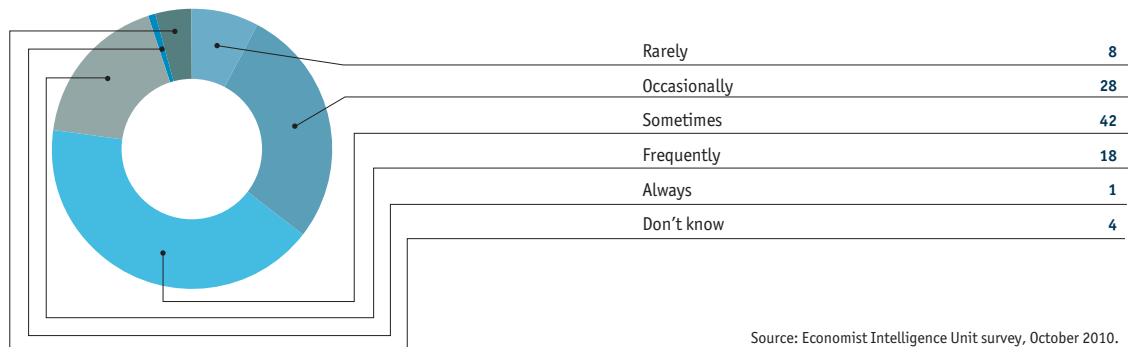 Rarely 8
Occasionally 28
Sometimes 42
Frequently 18
Always 1
Don't know 4
Source: Economist Intelligence Unit survey, October 2010.